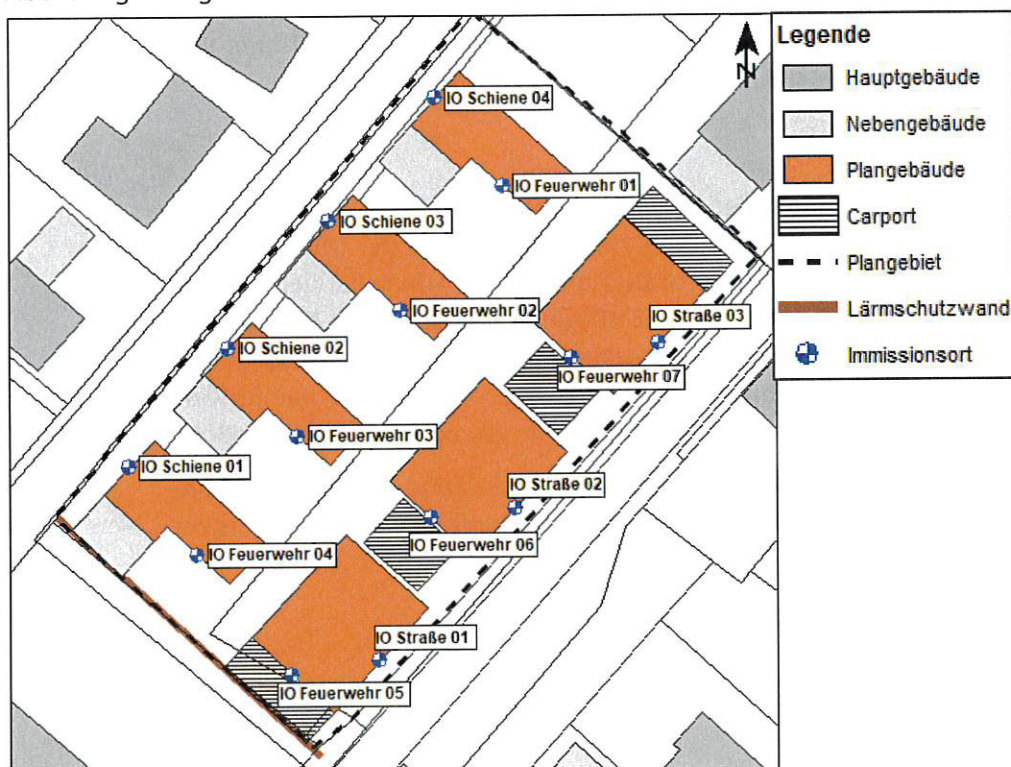 Legende
N
Hauptgebäude
Nebengebäude
Plangebäude
Carport
Plangebiet
Lärmschutzwand
Immissionsort
IO Schiene 04
IO Feuerwehr 01
IO Schiene 03
IO Feuerwehr 02
IO Straße 03
IO Schiene 02
IO Feuerwehr 07
IO Feuerwehr 03
IO Schiene 01
IO Straße 02
IO Feuerwehr 06
IO Feuerwehr 04
IO Straße 01
IO Feuerwehr 05